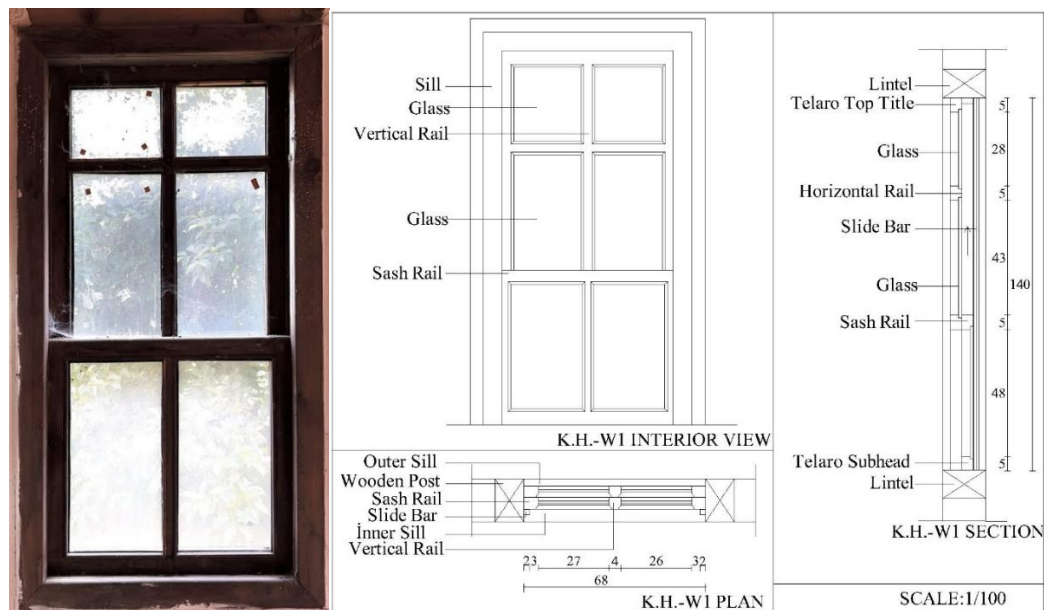 Sill
Glass
Vertical Rail
Glass
Sash Rail
K.H.-W1 INTERIOR VIEW
Outer Sill
Wooden Post
Sash Rail
Slide Bar
İnner Sill
Vertical Rail
23 27 4 26 32
68
K.H.-W1 PLAN
Lintel
Telaro Top Title
5
Glass
28
Horizontal Rail
5
Slide Bar
43
140
Glass
Sash Rail
5
48
Telaro Subhead
5
Lintel
K.H.-W1 SECTION
SCALE:1/100